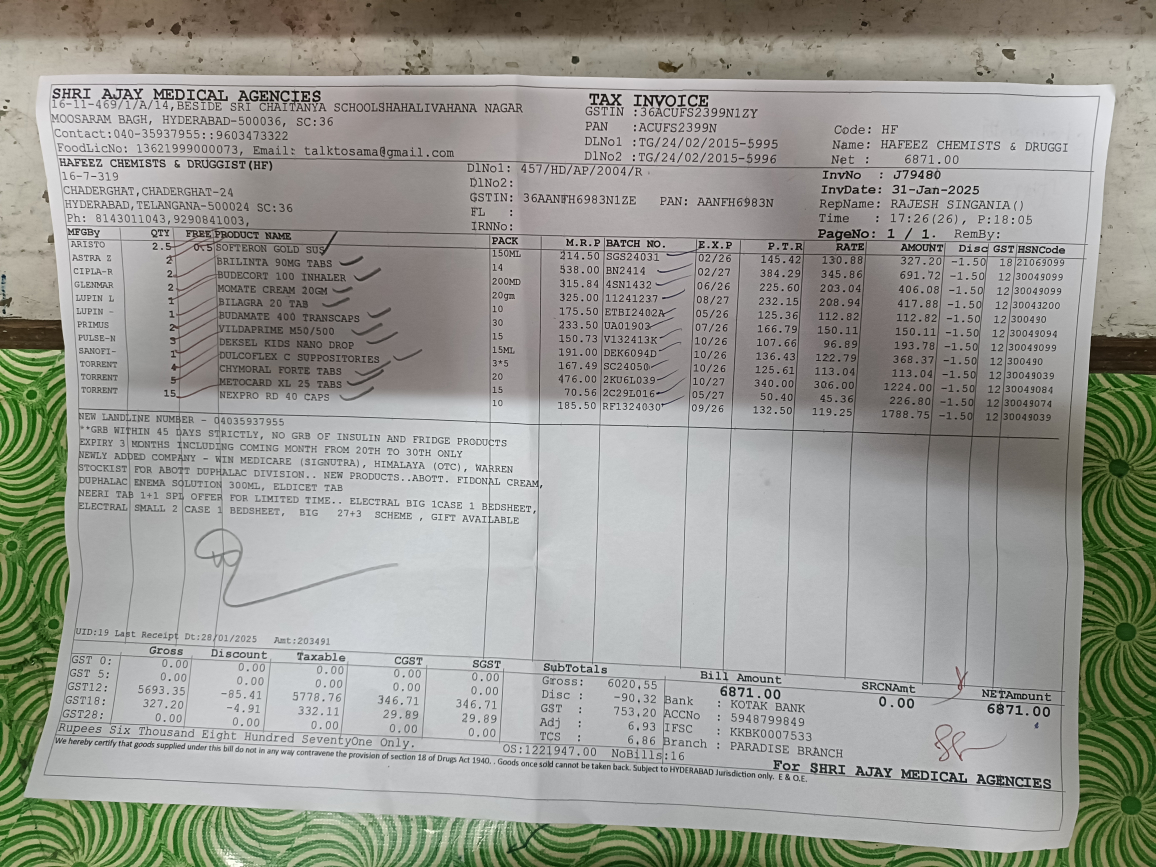 SHRI AJAY MEDICAL AGENCIES
16-11-469/1/A/14,BESIDE SRI CHAITANYA SCHOOLSHAHALIVAHANA NAGAR
MOOSARAM BAGH, HYDERABAD-500036, SC:36
Contact:040-35937955::9603473322
FoodLicNo: 13621999000073, Email: talktosama@gmail.com
TAX INVOICE
GSTIN :36ACUFS2399N1ZY
PAN :ACUFS2399N
DLNo1 :TG/24/02/2015-5995
DLNo2 :TG/24/02/2015-5996
Code: HF
Name: HAFEEZ CHEMISTS & DRUGGI
Net : 6871.00
HAFEEZ CHEMISTS & DRUGGIST(HF)
16-7-319
CHADERGHAT,CHADERGHAT-24
HYDERABAD,TELANGANA-500024 SC:36
Ph: 8143011043,9290841003,
DlNo1: 457/HD/AP/2004/R
DlNo2:
GSTIN: 36AANFH6983N1ZE PAN: AANFH6983N
FL :
IRNNo:
InvNo : J79480
InvDate: 31-Jan-2025
RepName: RAJESH SINGANIA()
Time : 17:26(26), P:18:05
PageNo: 1 / 1. RemBy:
MFGBy QTY FREE PRODUCT NAME PACK M.R.P BATCH NO. E.X.P P.T.R RATE AMOUNT Disc GST HSNCode
ARISTO 2.5 0.5 SOFTERON GOLD SUS 150ML 214.50 SGS24031 02/26 145.42 130.88 327.20 -1.50 18 21069099
ASTRA Z 2 BRILINTA 90MG TABS 14 538.00 BN2414 02/27 384.29 345.86 691.72 -1.50 12 30049099
CIPLA-R 2 BUDECORT 100 INHALER 200MD 315.84 4SN1432 06/26 225.60 203.04 406.08 -1.50 12 30049099
GLENMAR 2 MOMATE CREAM 20GM 20gm 325.00 11241237 08/27 232.15 208.94 417.88 -1.50 12 30043200
LUPIN L 1 BILAGRA 20 TAB 10 175.50 ETBI2402A 05/26 125.36 112.82 112.82 -1.50 12 300490
LUPIN - 1 BUDAMATE 400 TRANSCAPS 30 233.50 UA01903 07/26 166.79 150.11 150.11 -1.50 12 30049094
PRIMUS 2 VILDAPRIME M50/500 15 150.73 V132413K 10/26 107.66 96.89 193.78 -1.50 12 30049099
PULSE-N 3 DEKSEL KIDS NANO DROP 15ML 191.00 DEK6094D 10/26 136.43 122.79 368.37 -1.50 12 300490
SANOFI- 1 DULCOFLEX C SUPPOSITORIES 3*5 167.49 SC24050 10/26 125.61 113.04 113.04 -1.50 12 30049039
TORRENT 4 CHYMORAL FORTE TABS 20 476.00 2KU6L039 10/27 340.00 306.00 1224.00 -1.50 12 30049084
TORRENT 5 METOCARD XL 25 TABS 15 70.56 2C29L016 05/27 50.40 45.36 226.80 -1.50 12 30049074
TORRENT 15 NEXPRO RD 40 CAPS 10 185.50 RF1324030 09/26 132.50 119.25 1788.75 -1.50 12 30049039
NEW LANDLINE NUMBER - 04035937955
**GRB WITHIN 45 DAYS STRICTLY, NO GRB OF INSULIN AND FRIDGE PRODUCTS
EXPIRY 3 MONTHS INCLUDING COMING MONTH FROM 20TH TO 30TH ONLY
NEWLY ADDED COMPANY - WIN MEDICARE (SIGNUTRA), HIMALAYA (OTC), WARREN
STOCKIST FOR ABOTT DUPHALAC DIVISION.. NEW PRODUCTS..ABOTT. FIDONAL CREAM,
DUPHALAC ENEMA SOLUTION 300ML, ELDICET TAB
NEERI TAB 1+1 SPL OFFER FOR LIMITED TIME.. ELECTRAL BIG 1CASE 1 BEDSHEET,
ELECTRAL SMALL 2 CASE 1 BEDSHEET, BIG 27+3 SCHEME , GIFT AVAILABLE
UID:19 Last Receipt Dt:28/01/2025 Amt:203491
Gross Discount Taxable CGST SGST
GST 0: 0.00 0.00 0.00 0.00 0.00
GST 5: 0.00 0.00 0.00 0.00 0.00
GST12: 5693.35 -85.41 5778.76 346.71 346.71
GST18: 327.20 -4.91 332.11 29.89 29.89
GST28: 0.00 0.00 0.00 0.00 0.00
SubTotals
Gross: 6020.55
Disc : -90.32
GST : 753.20
Adj : 6.93
TCS : 6.86
Bill Amount
6871.00
Bank : KOTAK BANK
ACCNo : 5948799849
IFSC : KKBK0007533
Branch : PARADISE BRANCH
SRCNAmt
0.00
NETAmount
6871.00
Rupees Six Thousand Eight Hundred SeventyOne Only.
OS:1221947.00 NoBills:16
We hereby certify that goods supplied under this bill do not in any way contravene the provision of section 18 of Drugs Act 1940. . Goods once sold cannot be taken back. Subject to HYDERABAD Jurisdiction only. E & O.E.
For SHRI AJAY MEDICAL AGENCIES